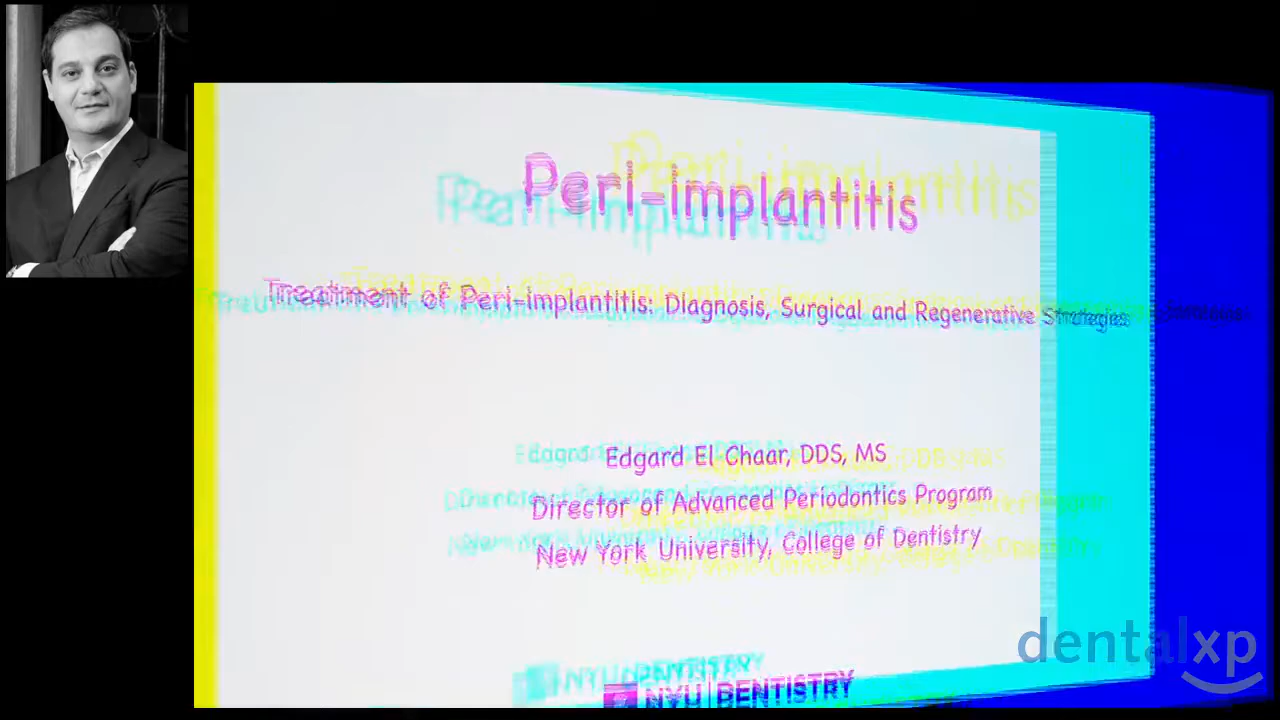 Peri-implantitis
Treatment of Peri-implantitis: Diagnosis, Surgical and Regenerative Strategies
Edgard El Chaar, DDS, MS
Director of Advanced Periodontics Program
New York University, College of Dentistry
NYU DENTISTRY
dentalxp